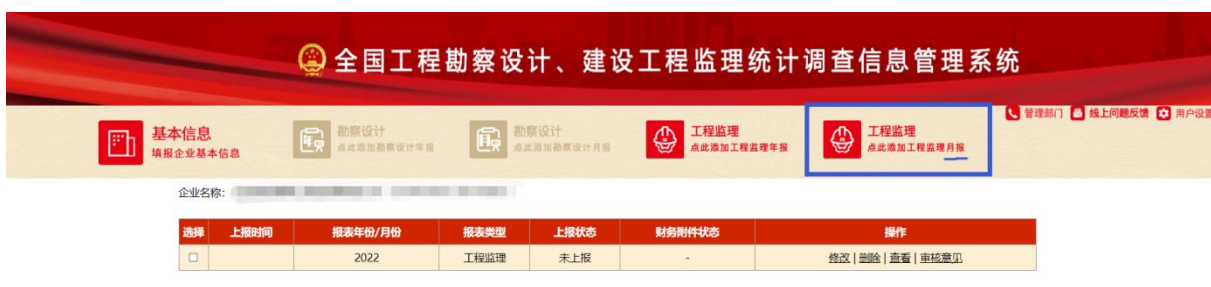 全国工程勘察设计、建设工程监理统计调查信息管理系统
管理部门 线上问题反馈 用户设置
基本信息
填报企业基本信息
勘察设计
点此添加勘察设计年报
勘察设计
点此添加勘察设计月报
工程监理
点此添加工程监理年报
工程监理
点此添加工程监理月报
企业名称:
选择 上报时间 报表年份/月份 报表类型 上报状态 财务附件状态 操作
2022 工程监理 未上报 - 修改 | 删除 | 查看 | 审核意见